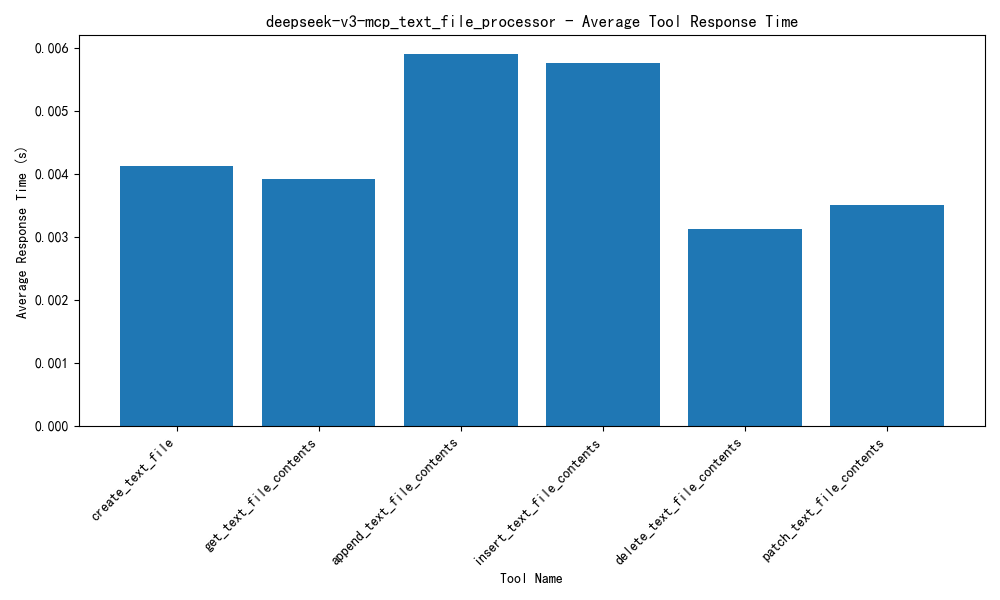 deepseek-v3-mcp_text_file_processor - Average Tool Response Time
Average Response Time (s)
0.006
0.005
0.004
0.003
0.002
0.001
0.000
create_text_file
get_text_file_contents
append_text_file_contents
insert_text_file_contents
delete_text_file_contents
patch_text_file_contents
Tool Name